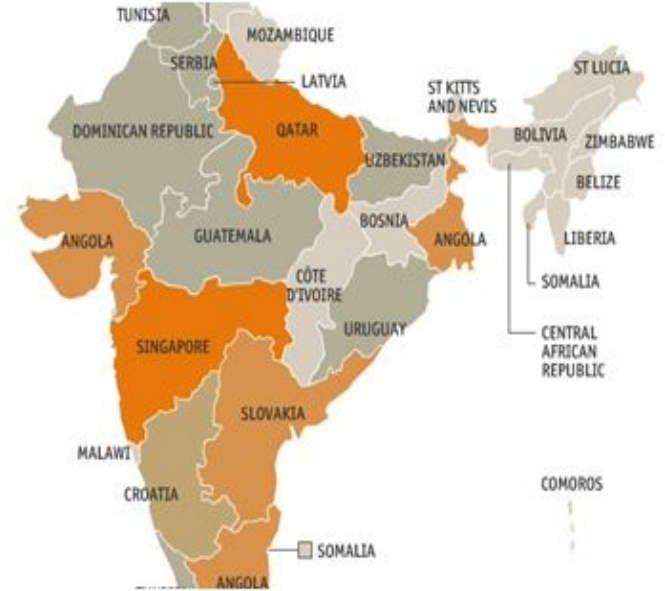 TUNISIA
MOZAMBIQUE
SERBIA
LATVIA
ST LUCIA
ST KITTS
AND NEVIS
DOMINICAN REPUBLIC
QATAR
BOLIVIA
ZIMBABWE
UZBEKISTAN
BELIZE
BOSNIA
ANGOLA
GUATEMALA
ANGOLA
LIBERIA
CÔTE
D'IVOIRE
SOMALIA
URUGUAY
SINGAPORE
CENTRAL
AFRICAN
REPUBLIC
SLOVAKIA
MALAWI
CROATIA
COMOROS
SOMALIA
ANGOLA